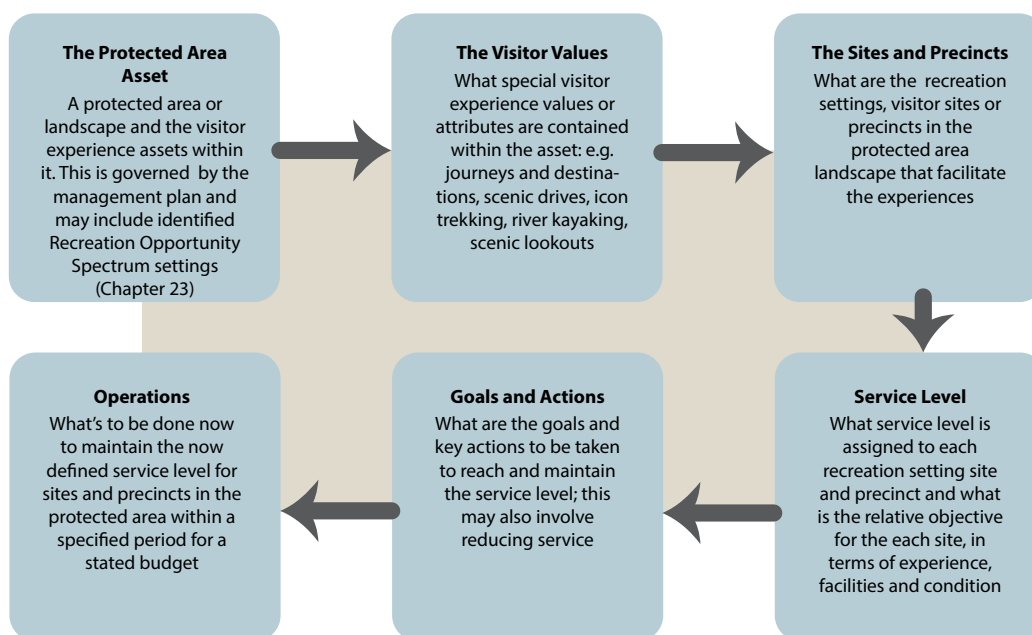 The Protected Area
Asset
A protected area or
landscape and the visitor
experience assets within
it. This is governed by the
management plan and
may include identified
Recreation Opportunity
Spectrum settings
(Chapter 23)
The Visitor Values
What special visitor
experience values or
attributes are contained
within the asset: e.g.
journeys and destina-
tions, scenic drives, icon
trekking, river kayaking,
scenic lookouts
The Sites and Precincts
What are the recreation
settings, visitor sites or
precincts in the
protected area
landscape that facilitate
the experiences
Service Level
What service level is
assigned to each
recreation setting site
and precinct and what
is the relative objective
for the each site, in
terms of experience,
facilities and condition
Goals and Actions
What are the goals and
key actions to be taken
to reach and maintain
the service level; this
may also involve
reducing service
Operations
What's to be done now
to maintain the now
defined service level for
sites and precincts in the
protected area within a
specified period for a
stated budget